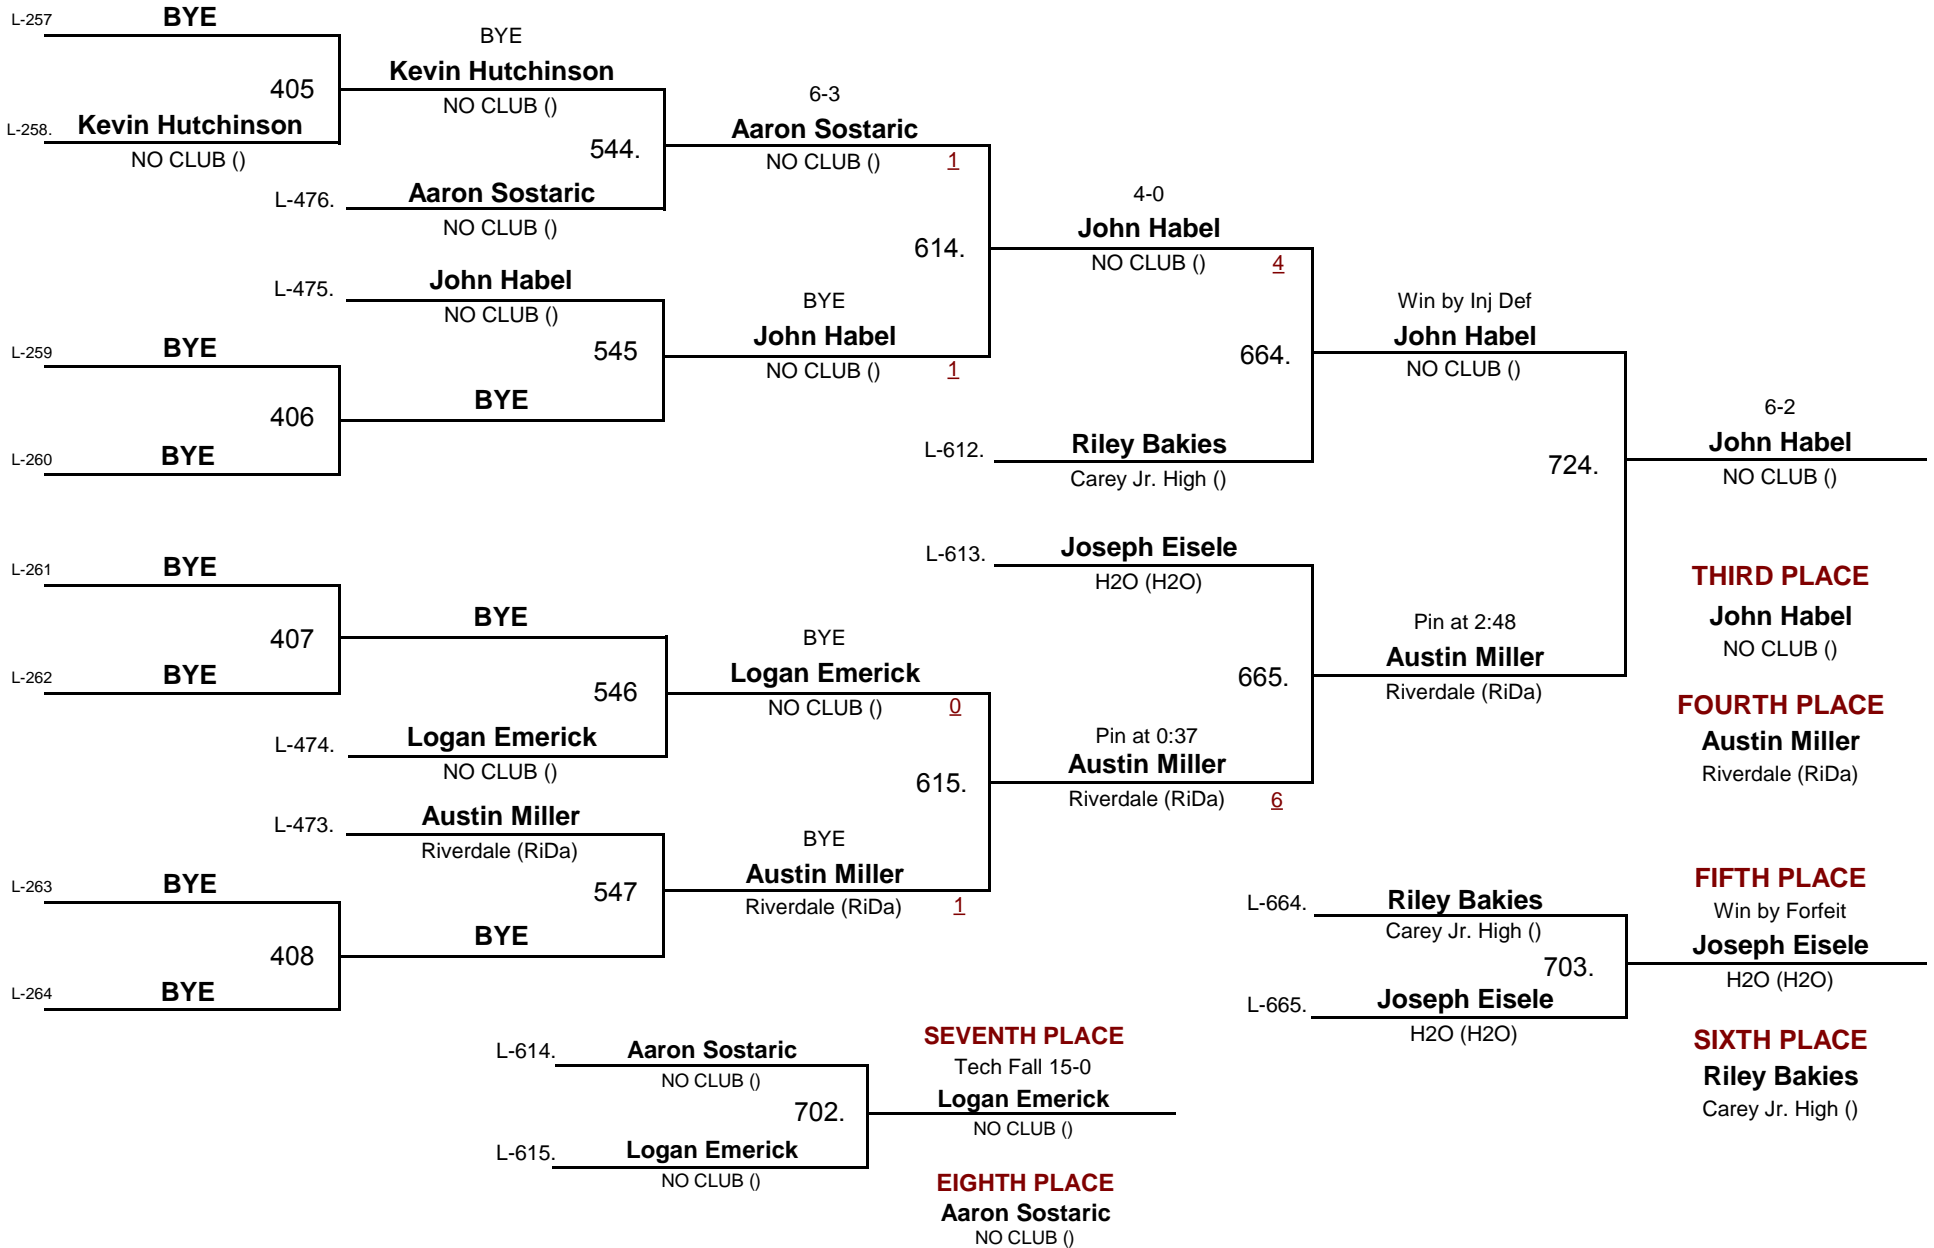 L-257
BYE
405
L-258.
Kevin Hutchinson
NO CLUB ()
BYE
Kevin Hutchinson
NO CLUB ()
544.
L-476.
Aaron Sostaric
NO CLUB ()
6-3
Aaron Sostaric
NO CLUB ()
1
L-475.
John Habel
NO CLUB ()
545
L-259
BYE
406
L-260
BYE
BYE
BYE
John Habel
NO CLUB ()
1
614.
4-0
John Habel
NO CLUB ()
4
664.
L-612.
Riley Bakies
Carey Jr. High ()
Win by Inj Def
John Habel
NO CLUB ()
724.
6-2
John Habel
NO CLUB ()
L-261
BYE
407
L-262
BYE
BYE
546
L-474.
Logan Emerick
NO CLUB ()
BYE
Logan Emerick
NO CLUB ()
0
L-473.
Austin Miller
Riverdale (RiDa)
547
L-263
BYE
408
L-264
BYE
BYE
BYE
Austin Miller
Riverdale (RiDa)
1
615.
L-613.
Joseph Eisele
H2O (H2O)
665.
Pin at 0:37
Austin Miller
Riverdale (RiDa)
6
Pin at 2:48
Austin Miller
Riverdale (RiDa)
THIRD PLACE
John Habel
NO CLUB ()
FOURTH PLACE
Austin Miller
Riverdale (RiDa)
L-664.
Riley Bakies
Carey Jr. High ()
703.
L-665.
Joseph Eisele
H2O (H2O)
FIFTH PLACE
Win by Forfeit
Joseph Eisele
H2O (H2O)
SIXTH PLACE
Riley Bakies
Carey Jr. High ()
L-614.
Aaron Sostaric
NO CLUB ()
702.
L-615.
Logan Emerick
NO CLUB ()
SEVENTH PLACE
Tech Fall 15-0
Logan Emerick
NO CLUB ()
EIGHTH PLACE
Aaron Sostaric
NO CLUB ()